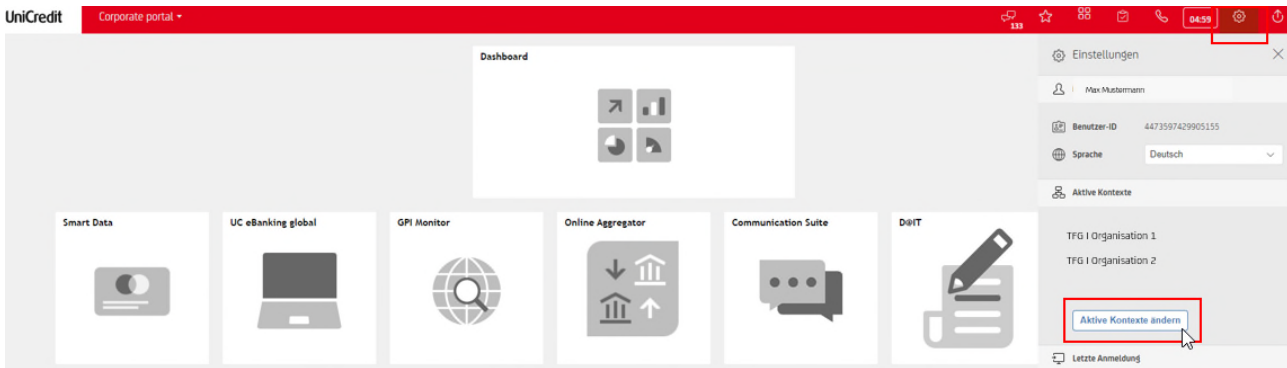 UniCredit
Corporate portal
133
04:59
Dashboard
Smart Data
UC eBanking global
GPI Monitor
Online Aggregator
Communication Suite
D@IT
Einstellungen
Max Mustermann
Benutzer-ID 4473597429905155
Sprache Deutsch
Aktive Kontexte
TFG I Organisation 1
TFG I Organisation 2
Aktive Kontexte ändern
Letzte Anmeldung